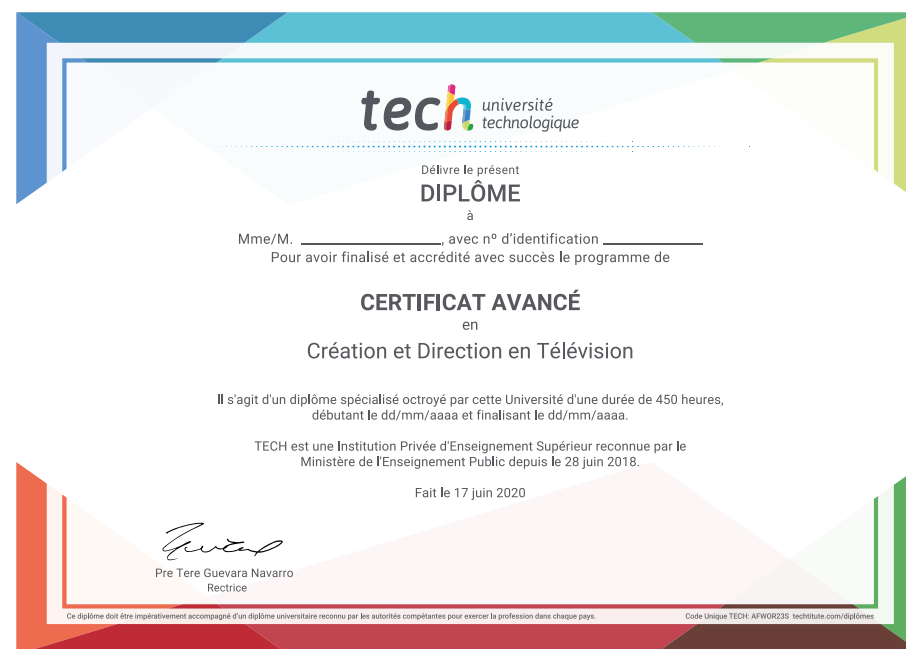 tech université
technologique
Délivre le présent
DIPLÔME
à
Mme/M. ____________________, avec nº d'identification ______________
Pour avoir finalisé et accrédité avec succès le programme de
CERTIFICAT AVANCÉ
en
Création et Direction en Télévision
Il s'agit d'un diplôme spécialisé octroyé par cette Université d'une durée de 450 heures,
débutant le dd/mm/aaaa et finalisant le dd/mm/aaaa.
TECH est une Institution Privée d'Enseignement Supérieur reconnue par le
Ministère de l'Enseignement Public depuis le 28 juin 2018.
Fait le 17 juin 2020
Pre Tere Guevara Navarro
Rectrice
Ce diplôme doit être impérativement accompagné d'un diplôme universitaire reconnu par les autorités compétantes pour exercer la profession dans chaque pays.
Code Unique TECH: AFWOR23S techtitute.com/diplômes